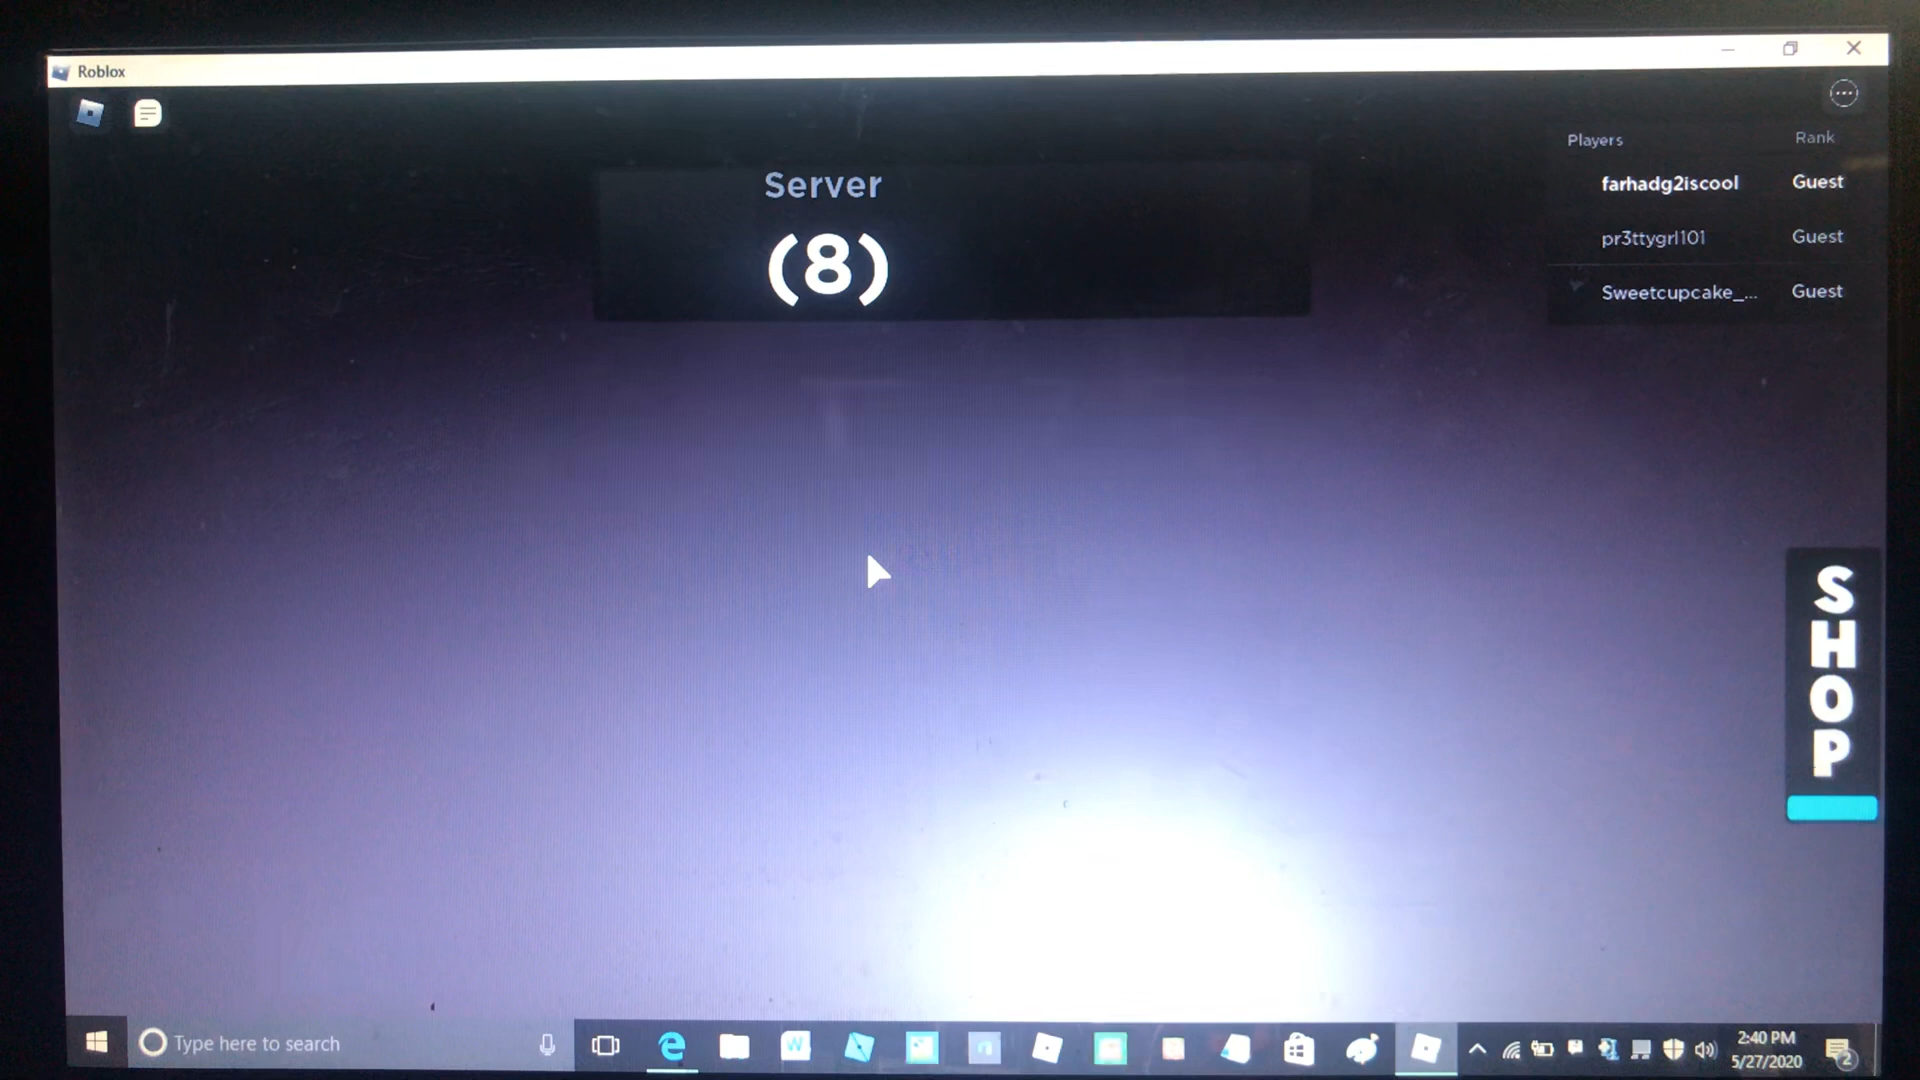 Roblox
Players Rank
Server
farhadg2iscool Guest
(8)
pr3ttygrl101 Guest
Sweetcupcake_... Guest
SHOP
Type here to search
2:40 PM
5/27/2020
2